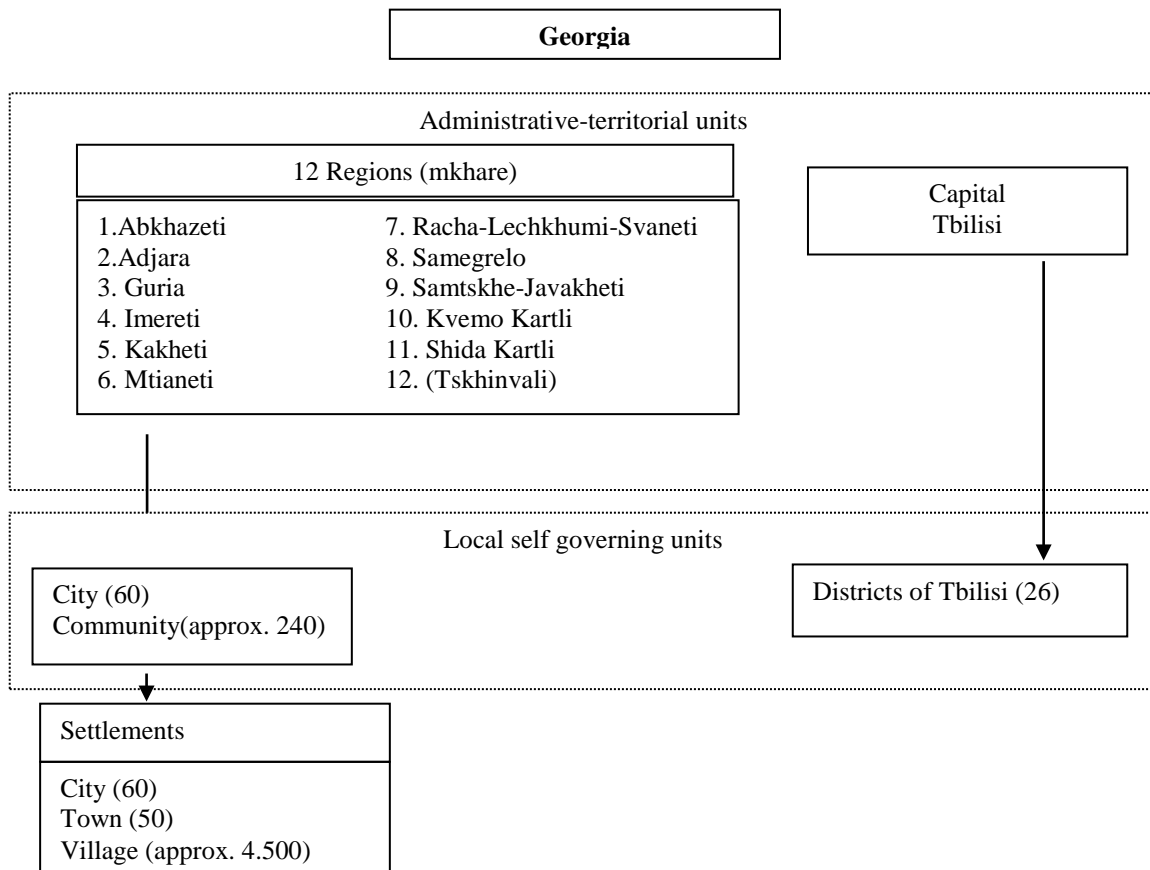 Georgia
Administrative-territorial units
12 Regions (mkhare)
1.Abkhazeti
2.Adjara
3. Guria
4. Imereti
5. Kakheti
6. Mtianeti
7. Racha-Lechkhumi-Svaneti
8. Samegrelo
9. Samtskhe-Javakheti
10. Kvemo Kartli
11. Shida Kartli
12. (Tskhinvali)
Capital
Tbilisi
Local self governing units
City (60)
Community(approx. 240)
Districts of Tbilisi (26)
Settlements
City (60)
Town (50)
Village (approx. 4.500)